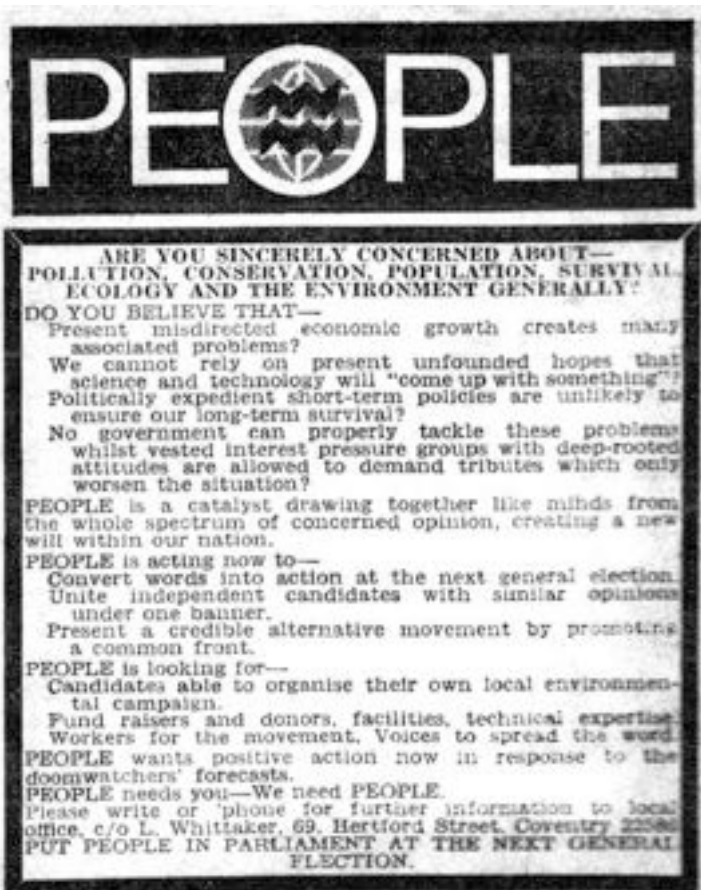 PEOPLE
ARE YOU SINCERELY CONCERNED ABOUT—
POLLUTION, CONSERVATION, POPULATION, SURVIVAL,
ECOLOGY AND THE ENVIRONMENT GENERALLY?
DO YOU BELIEVE THAT—
Present misdirected economic growth creates many
associated problems?
We cannot rely on present unfounded hopes that
science and technology will "come up with something"?
Politically expedient short-term policies are unlikely to
ensure our long-term survival?
No government can properly tackle these problems
whilst vested interest pressure groups with deep-rooted
attitudes are allowed to demand tributes which only
worsen the situation?
PEOPLE is a catalyst drawing together like minds from
the whole spectrum of concerned opinion, creating a new
will within our nation.
PEOPLE is acting now to—
Convert words into action at the next general election.
Unite independent candidates with similar opinions
under one banner.
Present a credible alternative movement by promoting
a common front.
PEOPLE is looking for—
Candidates able to organise their own local environmen-
tal campaign.
Fund raisers and donors, facilities, technical expertise.
Workers for the movement, Voices to spread the word.
PEOPLE wants positive action now in response to the
doomwatchers' forecasts.
PEOPLE needs you—We need PEOPLE.
Please write or 'phone for further information to local
office, c/o L. Whittaker, 69, Hertford Street, Coventry
PUT PEOPLE IN PARLIAMENT AT THE NEXT GENERAL
ELECTION.